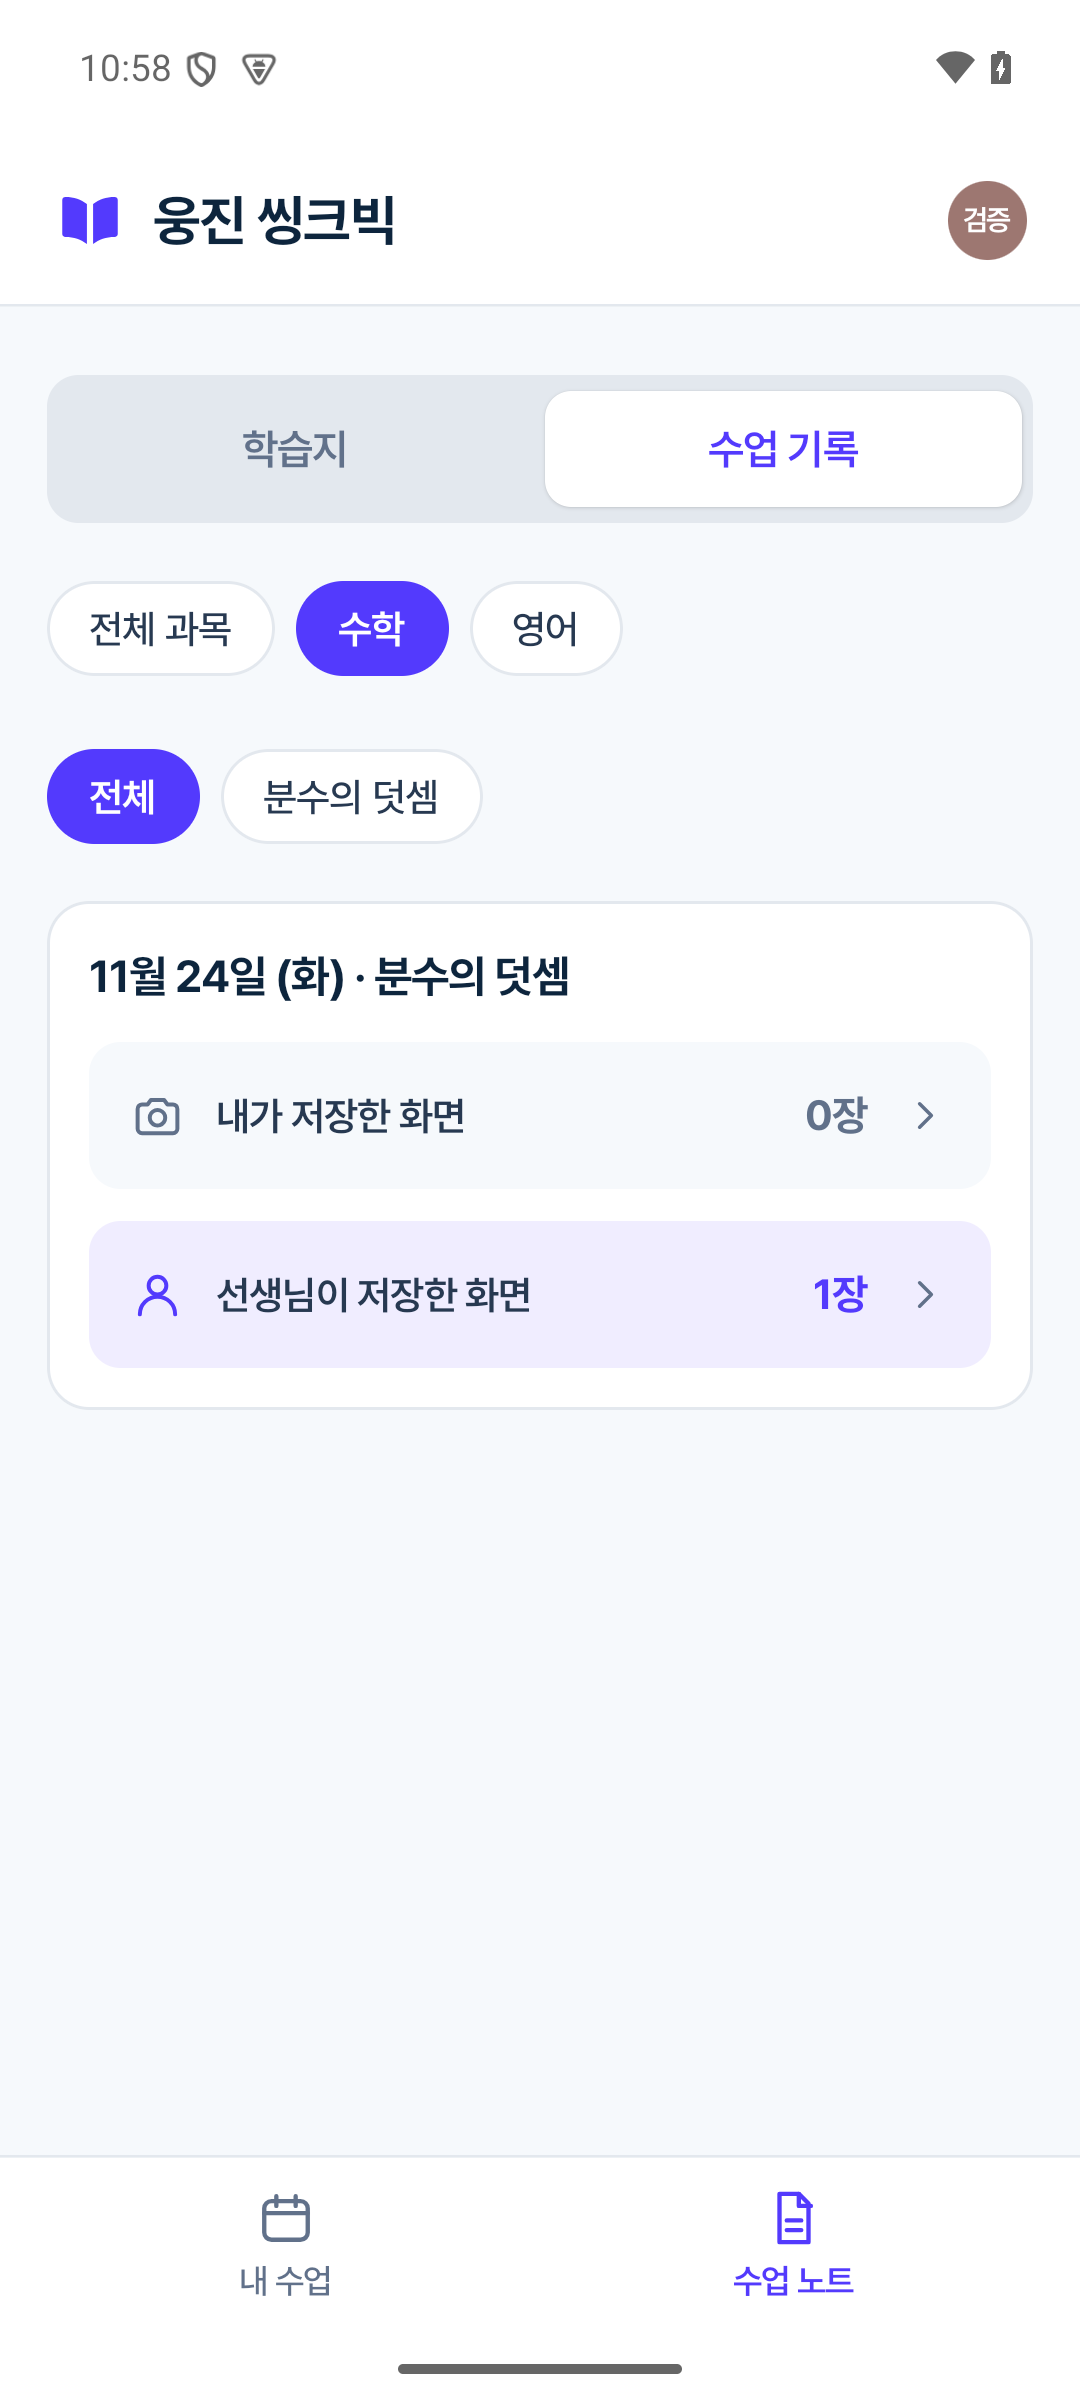 10:58
웅진 씽크빅
검증
학습지
수업 기록
전체 과목
수학
영어
전체
분수의 덧셈
11월 24일 (화) · 분수의 덧셈
내가 저장한 화면 0장
선생님이 저장한 화면 1장
내 수업
수업 노트